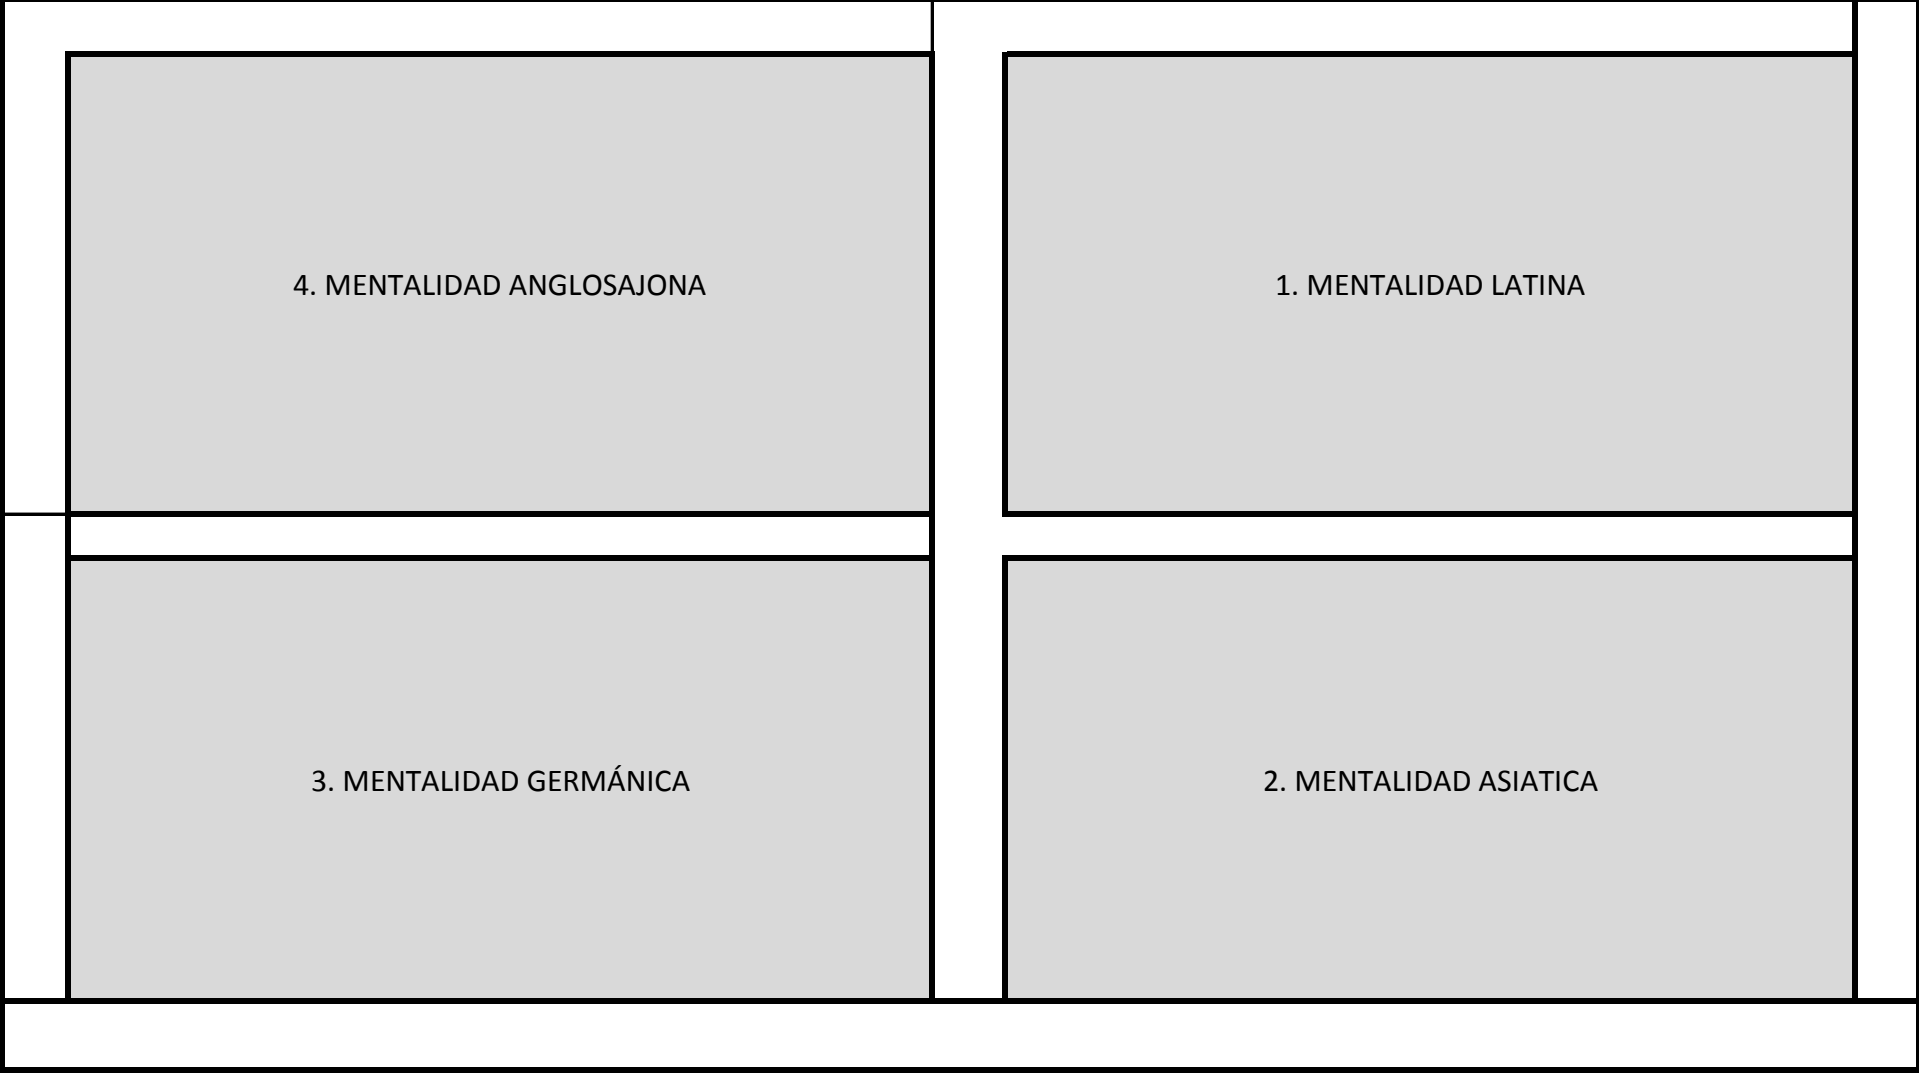 4. MENTALIDAD ANGLOSAJONA
1. MENTALIDAD LATINA
3. MENTALIDAD GERMÁNICA
2. MENTALIDAD ASIATICA